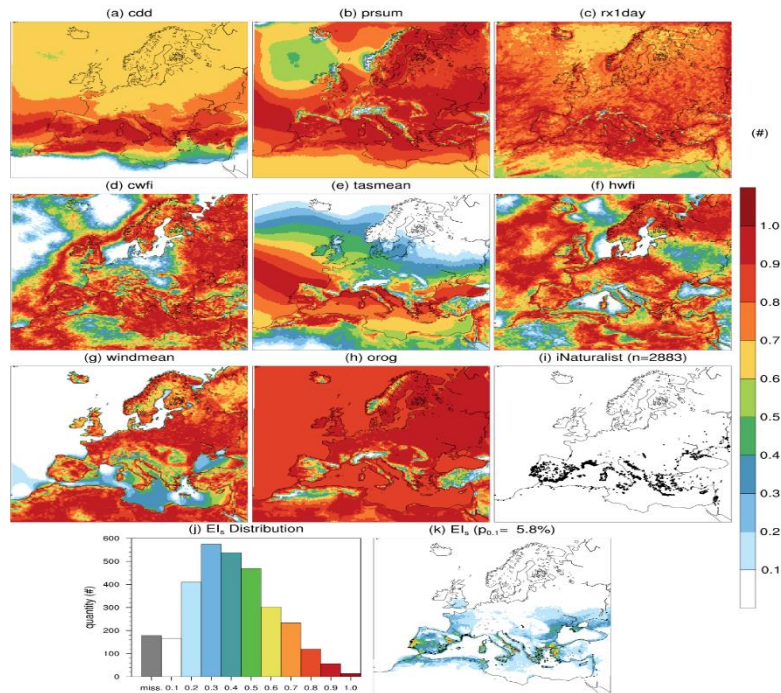 (a) cdd
(b) prsum
(c) rx1day
(#)
(d) cwfi
(e) tasmean
(f) hwfi
1.0
0.9
0.8
0.7
0.6
0.5
0.4
0.3
0.2
0.1
(g) windmean
(h) orog
(i) iNaturalist (n=2883)
(j) EIs Distribution
(k) EIs (p0.1= 5.8%)
600
500
400
300
200
100
0
quantity (#)
miss. 0.1 0.2 0.3 0.4 0.5 0.6 0.7 0.8 0.9 1.0